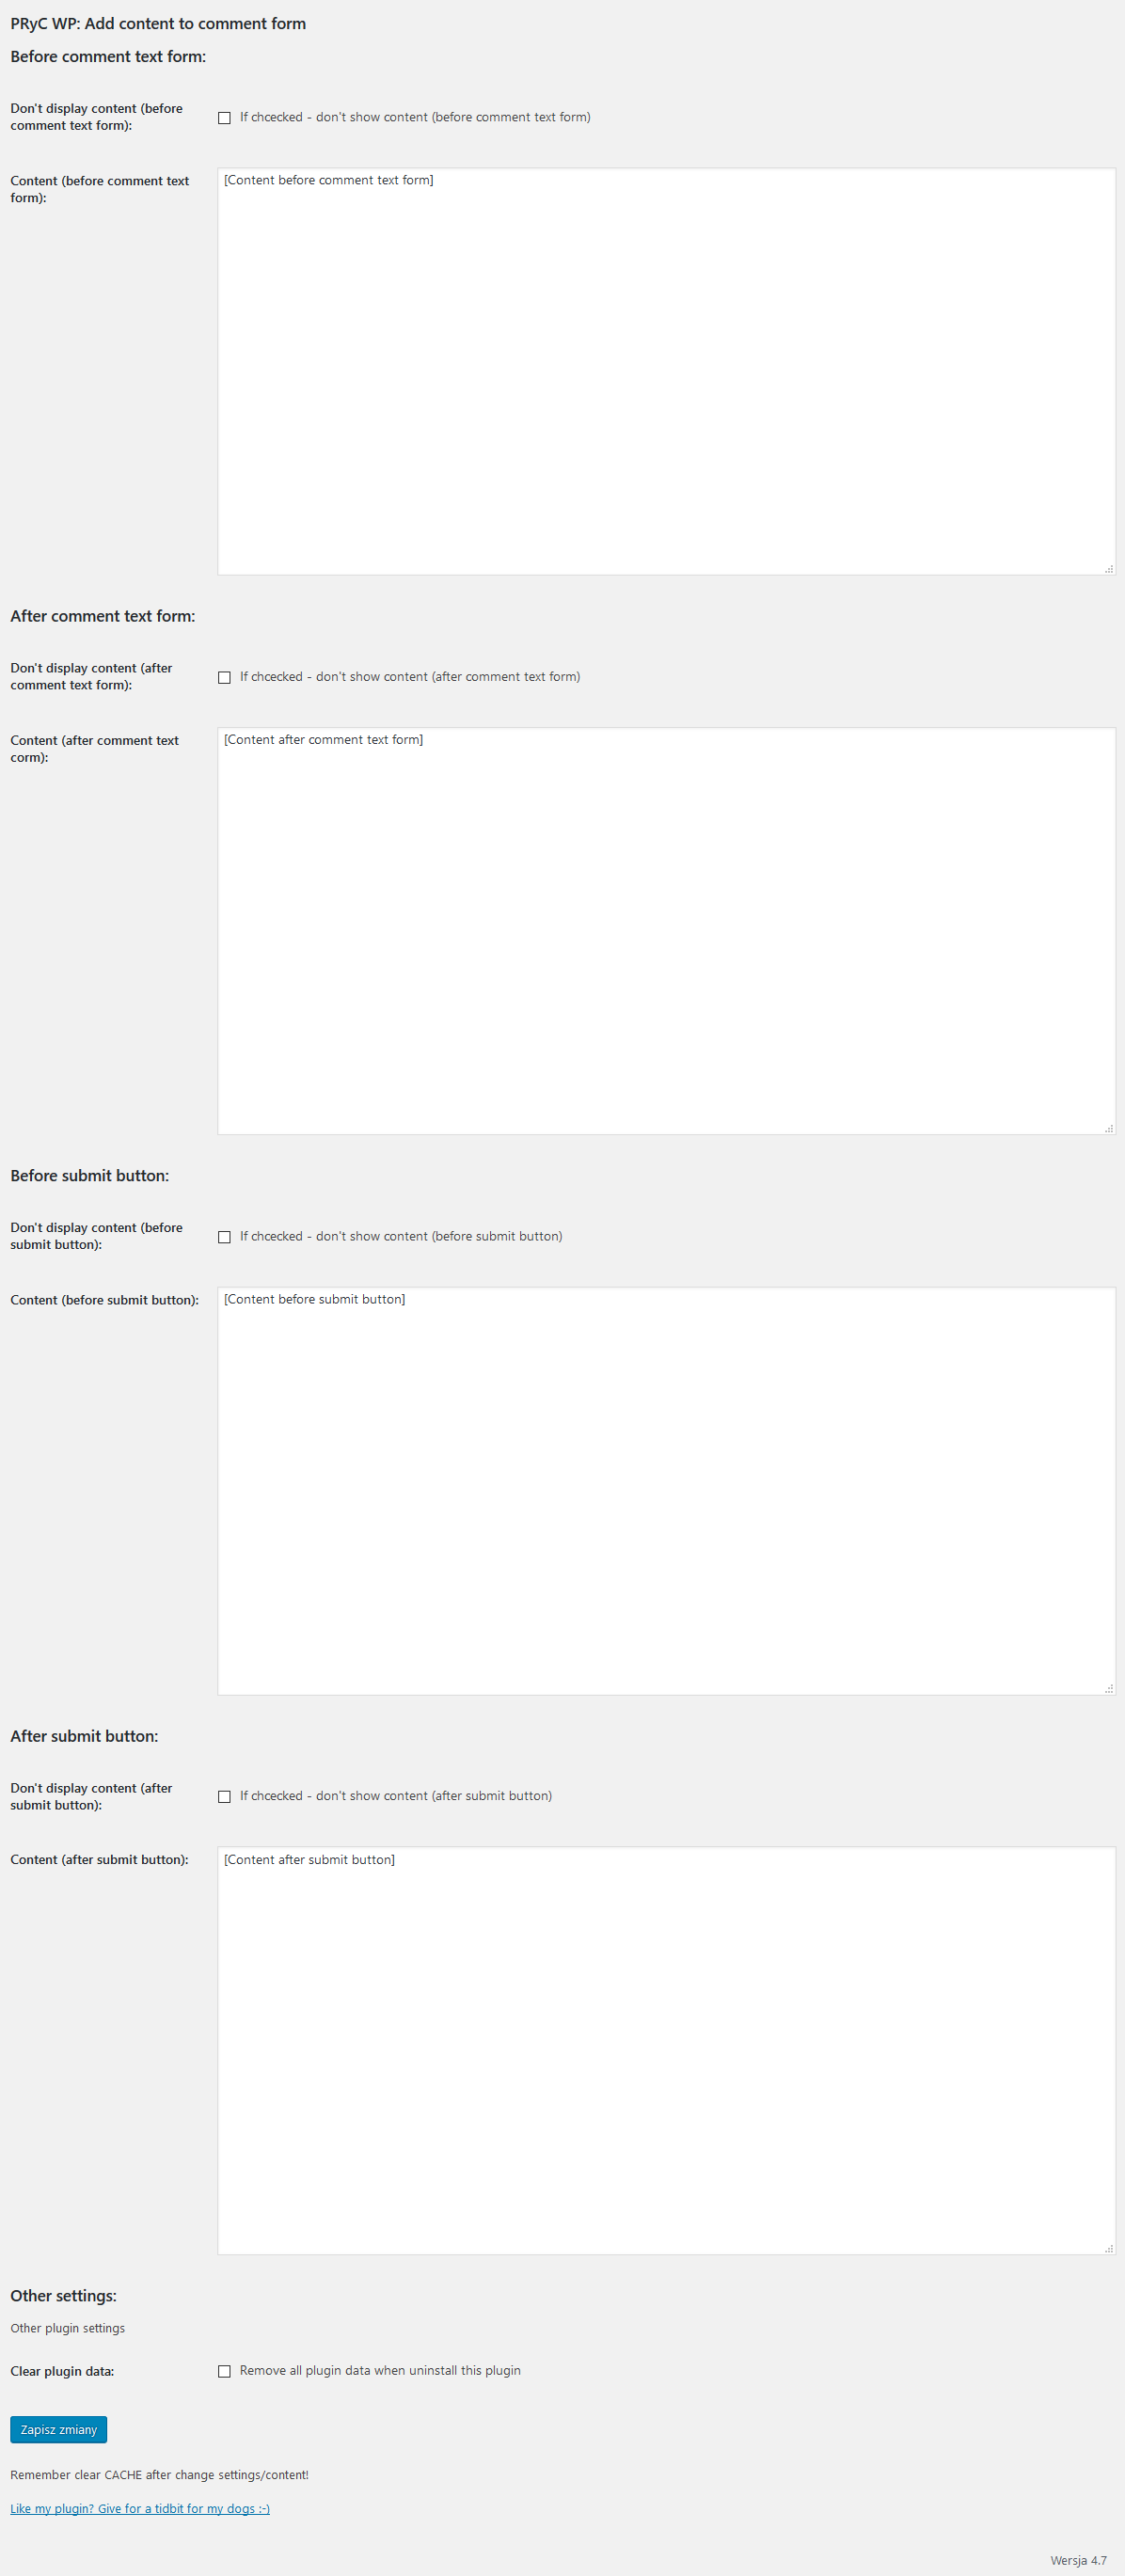 PRyC WP: Add content to comment form
Before comment text form:
Don't display content (before
comment text form):
If chcecked - don't show content (before comment text form)
Content (before comment text
form):
[Content before comment text form]
After comment text form:
Don't display content (after
comment text form):
If chcecked - don't show content (after comment text form)
Content (after comment text
corm):
[Content after comment text form]
Before submit button:
Don't display content (before
submit button):
If chcecked - don't show content (before submit button)
Content (before submit button):
[Content before submit button]
After submit button:
Don't display content (after
submit button):
If chcecked - don't show content (after submit button)
Content (after submit button):
[Content after submit button]
Other settings:
Other plugin settings
Clear plugin data:
Remove all plugin data when uninstall this plugin
Zapisz zmiany
Remember clear CACHE after change settings/content!
Like my plugin? Give for a tidbit for my dogs :-)
Wersja 4.7